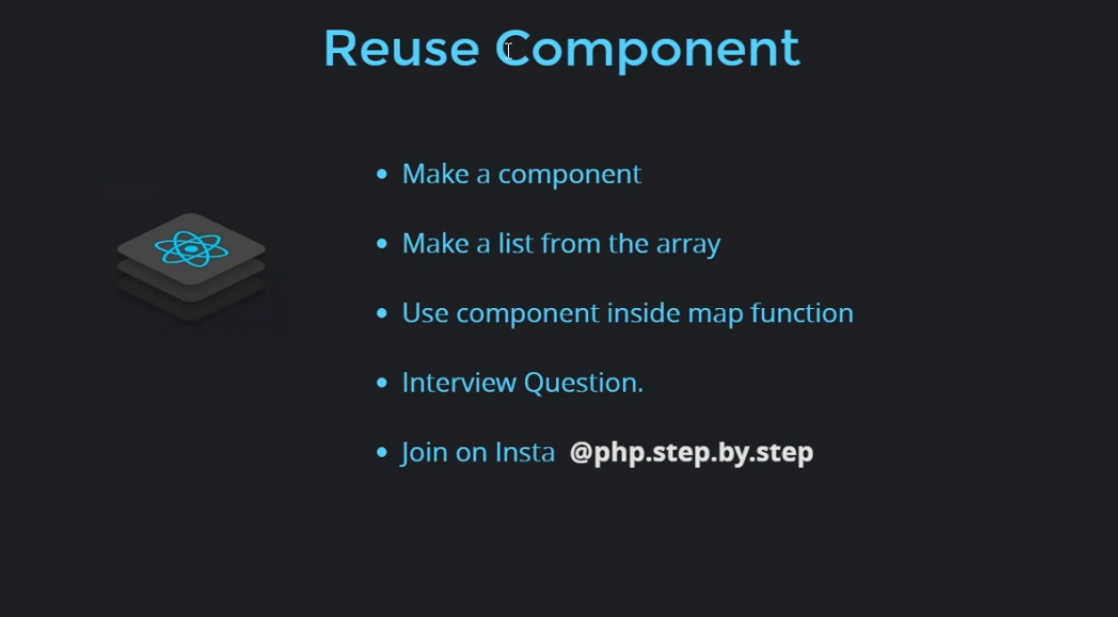 Reuse Component
Make a component
Make a list from the array
Use component inside map function
Interview Question.
Join on Insta @php.step.by.step